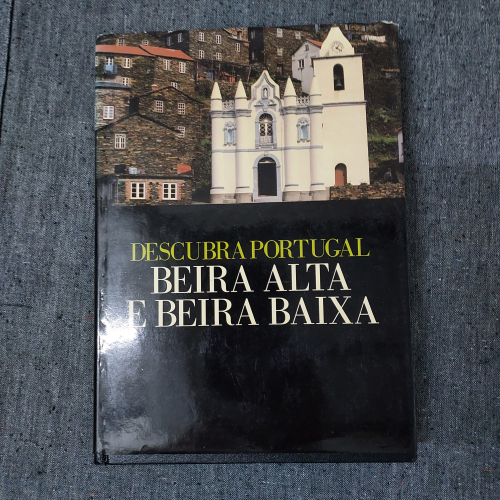 DESCUBRA PORTUGAL
BEIRA ALTA
E BEIRA BAIXA